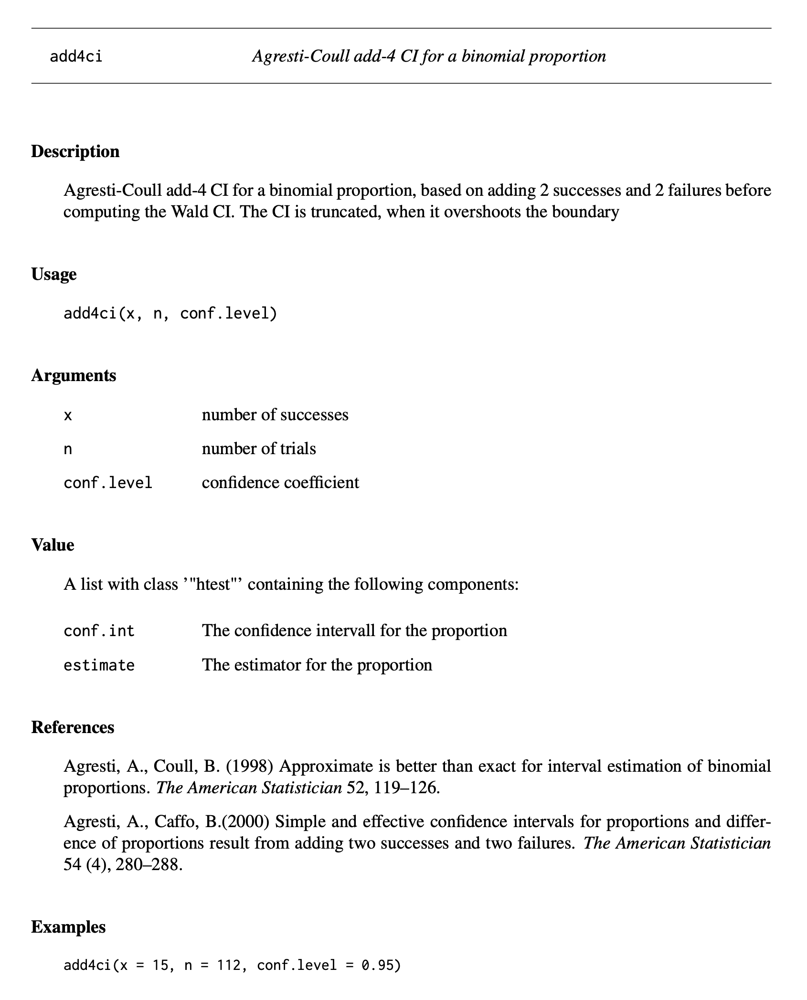 add4ci Agresti-Coull add-4 CI for a binomial proportion
Description
Agresti-Coull add-4 CI for a binomial proportion, based on adding 2 successes and 2 failures before
computing the Wald CI. The CI is truncated, when it overshoots the boundary
Usage
add4ci(x, n, conf.level)
Arguments
x number of successes
n number of trials
conf.level confidence coefficient
Value
A list with class ’"htest"’ containing the following components:
conf.int The confidence intervall for the proportion
estimate The estimator for the proportion
References
Agresti, A., Coull, B. (1998) Approximate is better than exact for interval estimation of binomial
proportions. The American Statistician 52, 119–126.
Agresti, A., Caffo, B.(2000) Simple and effective confidence intervals for proportions and differ-
ence of proportions result from adding two successes and two failures. The American Statistician
54 (4), 280–288.
Examples
add4ci(x = 15, n = 112, conf.level = 0.95)